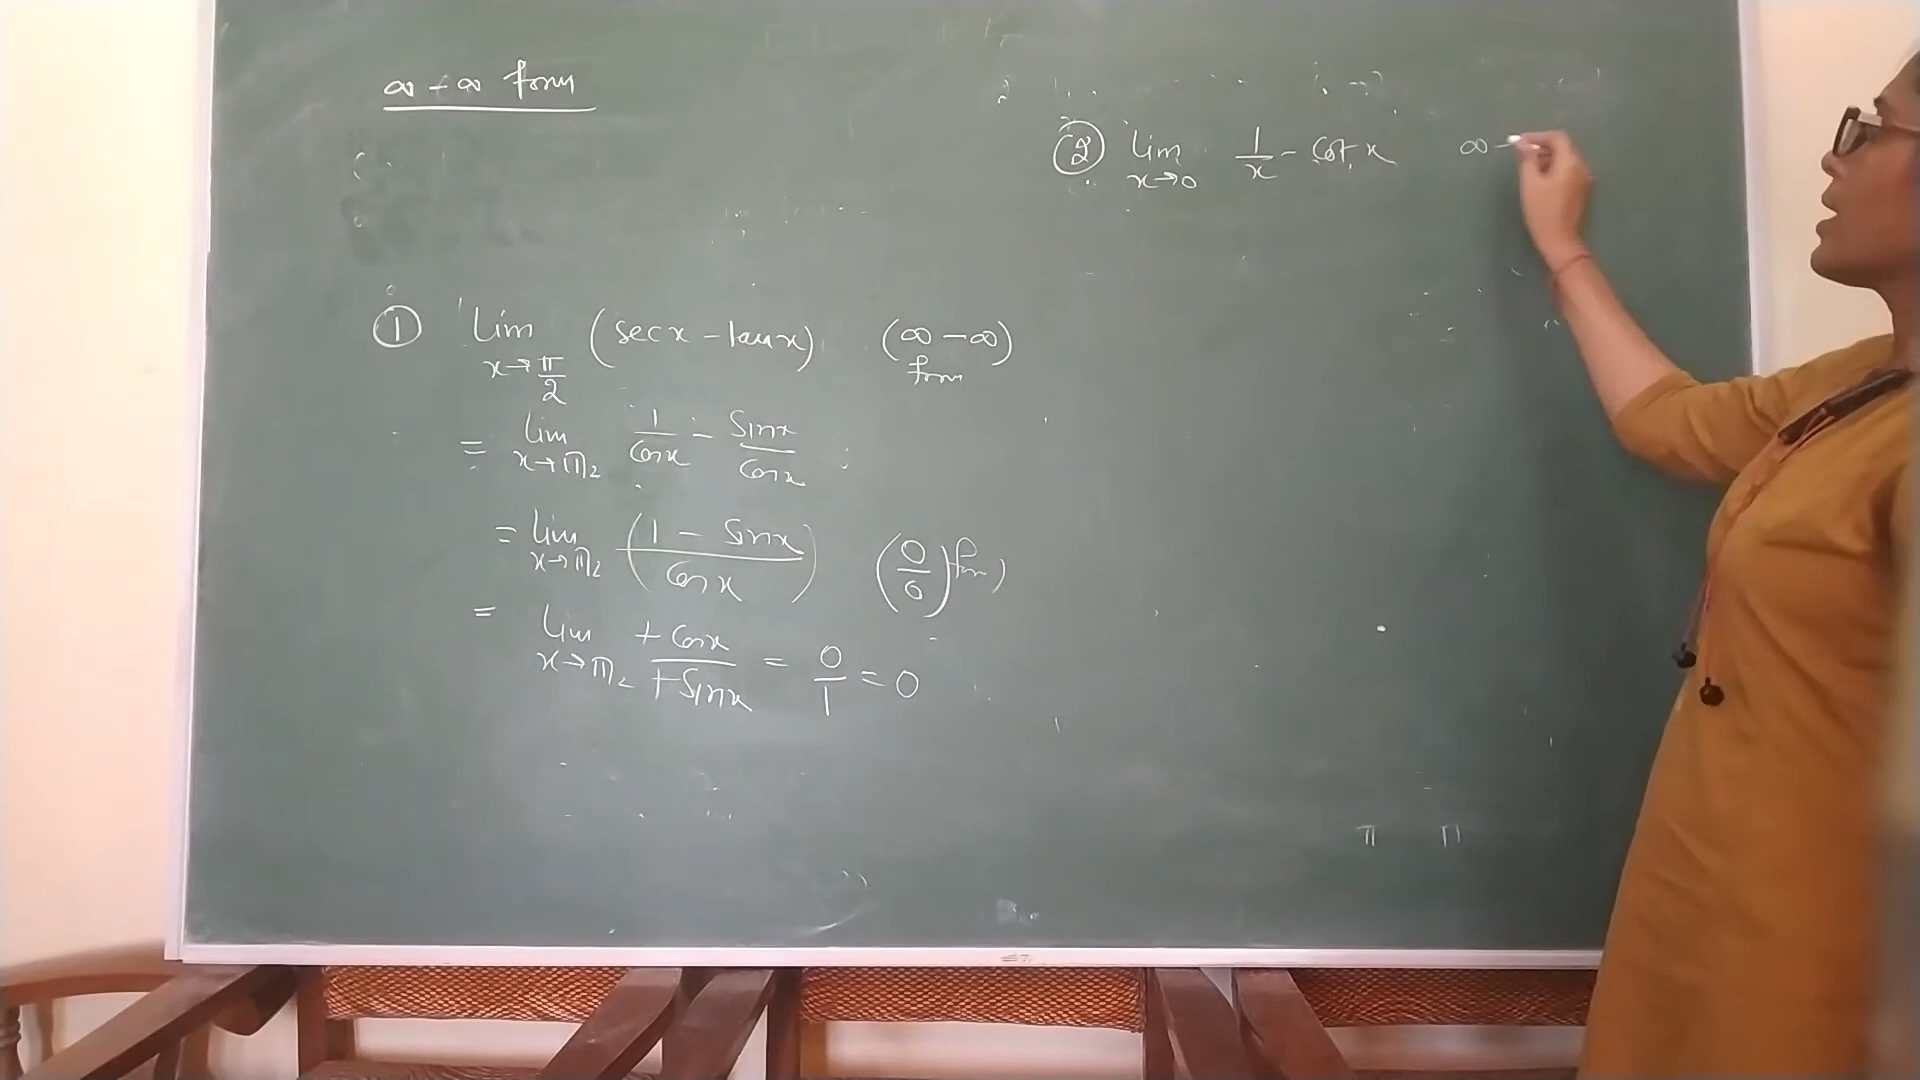 ∞ - ∞ form
① Lim x→π/2 (sec x - tan x) (∞ - ∞) form
= Lim x→π/2 1/Cos x - Sin x/Cos x
= Lim x→π/2 (1 - Sin x/Cos x) (0/0 form)
= Lim x→π/2 + Cos x/+ Sin x = 0/1 = 0
② Lim x→0 1/x - Cot x ∞ -
π π